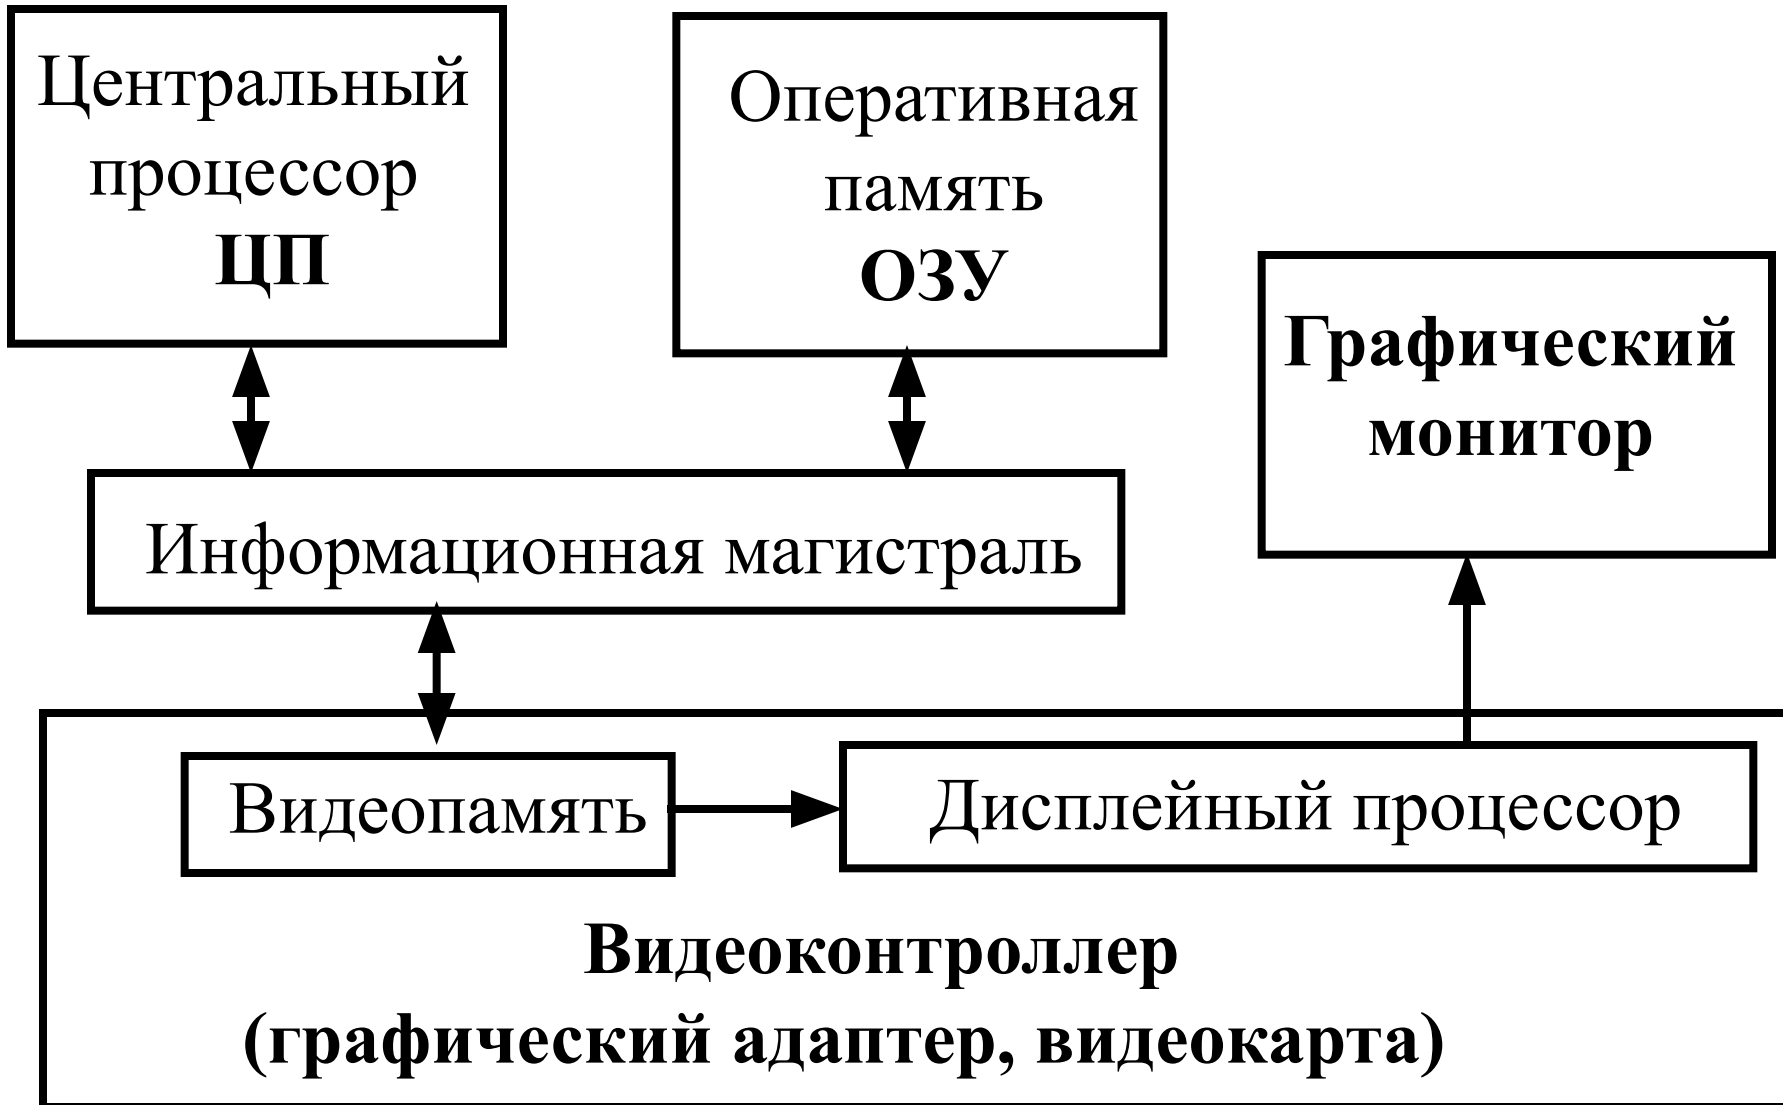 Центральный
процессор
ЦП
Оперативная
память
ОЗУ
Графический
монитор
Информационная магистраль
Видеопамять
Дисплейный процессор
Видеоконтроллер
(графический адаптер, видеокарта)